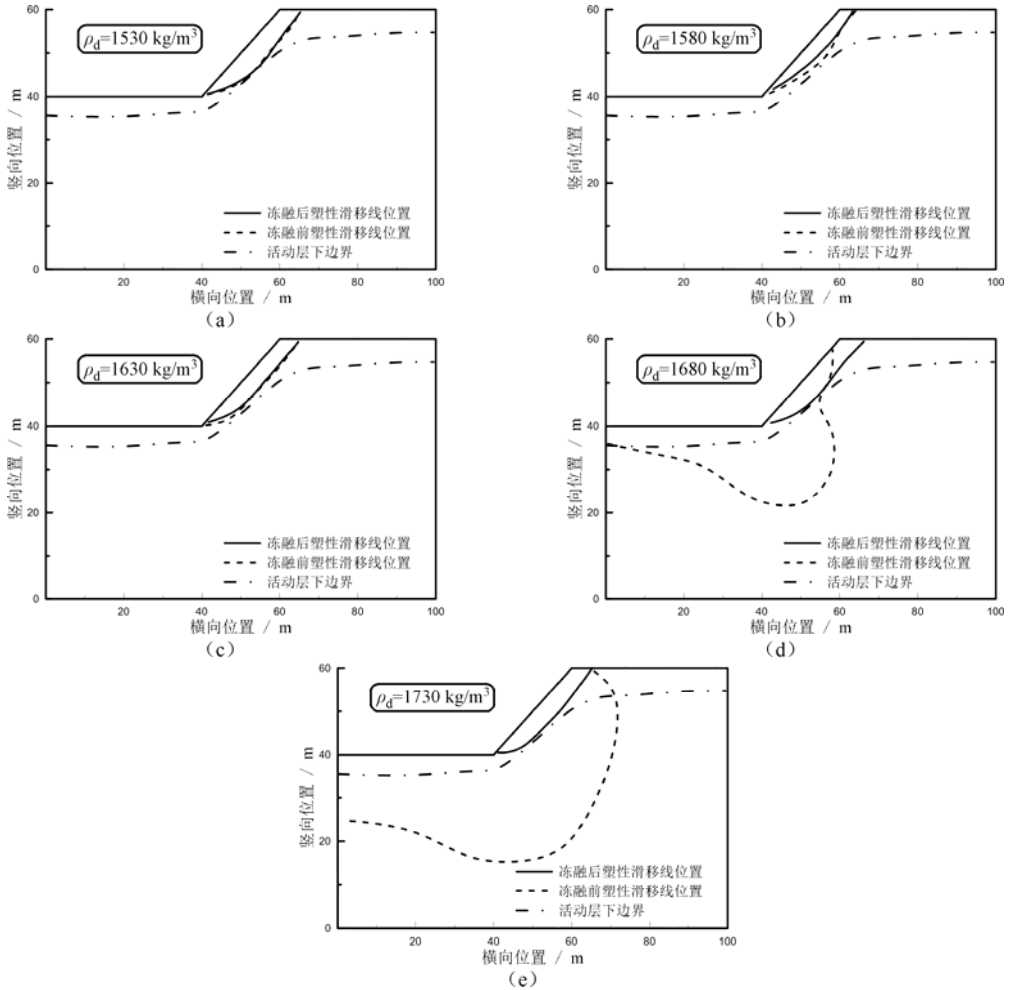 ρd=1530 kg/m³
60
40
20
0
竖向位置 / m
冻融后塑性滑移线位置
冻融前塑性滑移线位置
活动层下边界
20
40
60
80
100
横向位置 / m
(a)
ρd=1580 kg/m³
60
40
20
0
竖向位置 / m
冻融后塑性滑移线位置
冻融前塑性滑移线位置
活动层下边界
20
40
60
80
100
横向位置 / m
(b)
ρd=1630 kg/m³
60
40
20
0
竖向位置 / m
冻融后塑性滑移线位置
冻融前塑性滑移线位置
活动层下边界
20
40
60
80
100
横向位置 / m
(c)
ρd=1680 kg/m³
60
40
20
0
竖向位置 / m
冻融后塑性滑移线位置
冻融前塑性滑移线位置
活动层下边界
20
40
60
80
100
横向位置 / m
(d)
ρd=1730 kg/m³
60
40
20
0
竖向位置 / m
冻融后塑性滑移线位置
冻融前塑性滑移线位置
活动层下边界
20
40
60
80
100
横向位置 / m
(e)